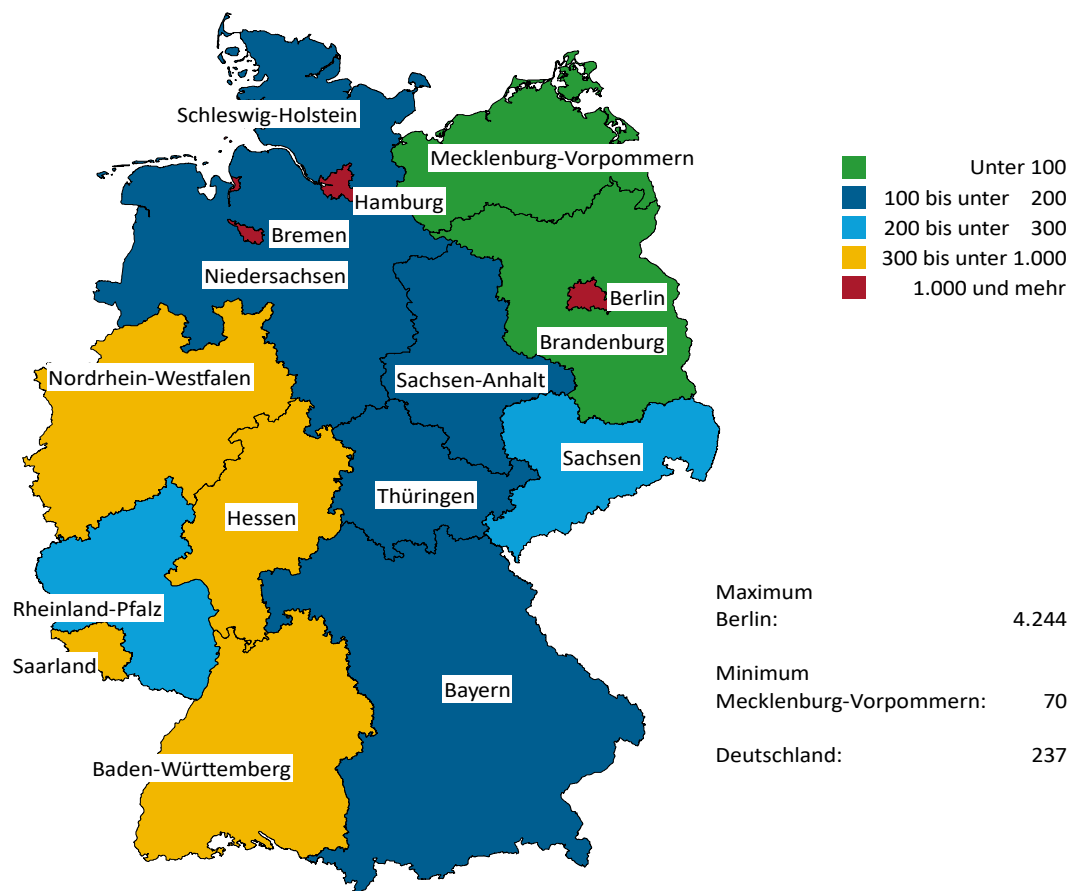 Schleswig-Holstein
Mecklenburg-Vorpommern
Hamburg
Bremen
Niedersachsen
Berlin
Brandenburg
Nordrhein-Westfalen
Sachsen-Anhalt
Sachsen
Thüringen
Hessen
Rheinland-Pfalz
Saarland
Bayern
Baden-Württemberg
Unter 100
100 bis unter 200
200 bis unter 300
300 bis unter 1.000
1.000 und mehr
Maximum
Berlin: 4.244
Minimum
Mecklenburg-Vorpommern: 70
Deutschland: 237